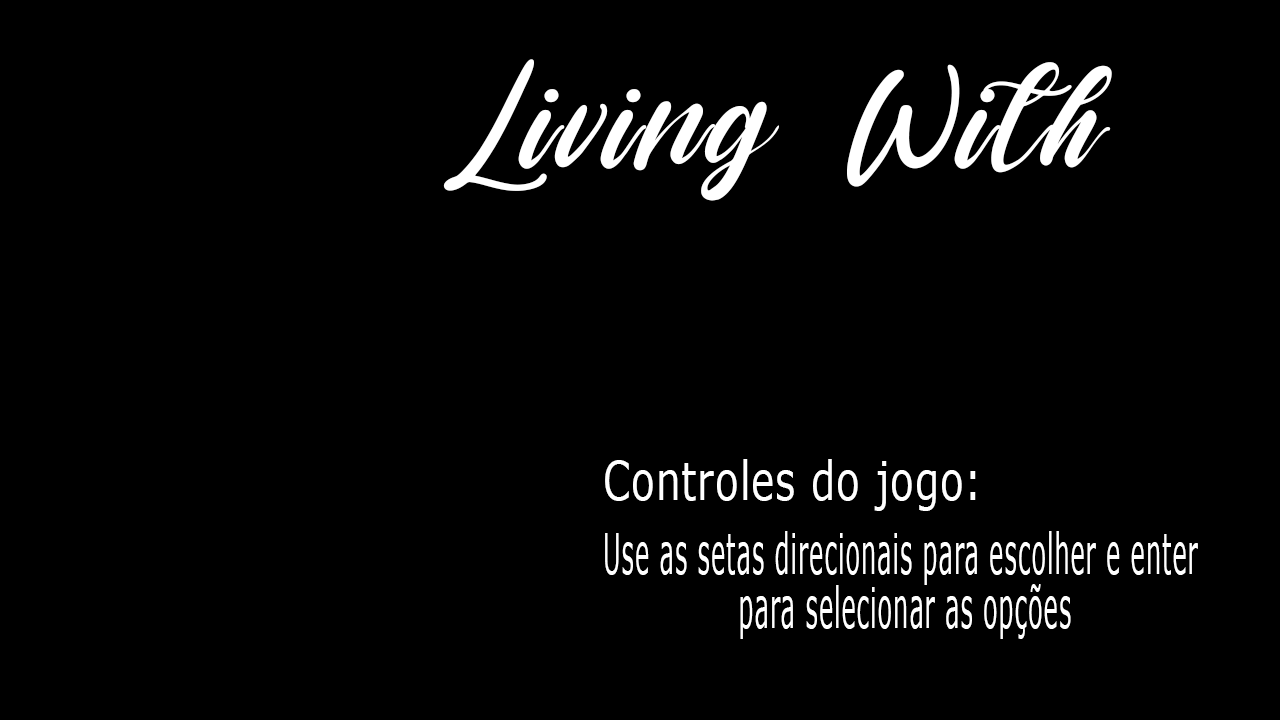 Living With
Controles do jogo:
Use as setas direcionais para escolher e enter
para selecionar as opções